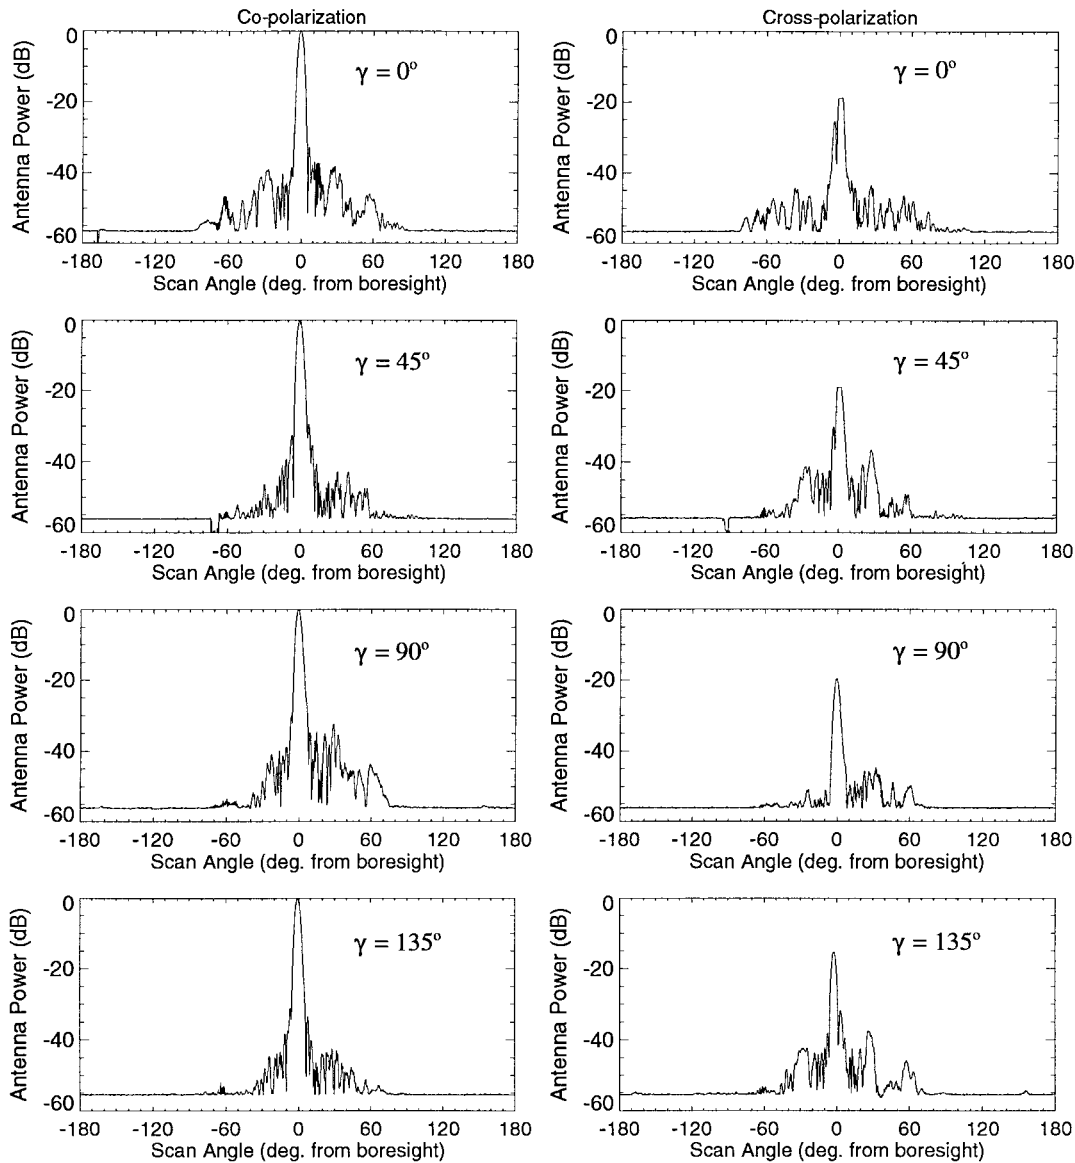 Co-polarization
Cross-polarization
Antenna Power (dB)
0
-20
-40
-60
γ = 0º
-180 -120 -60 0 60 120 180
Scan Angle (deg. from boresight)
Antenna Power (dB)
0
-20
-40
-60
γ = 0º
-180 -120 -60 0 60 120 180
Scan Angle (deg. from boresight)
Antenna Power (dB)
0
-20
-40
-60
γ = 45º
-180 -120 -60 0 60 120 180
Scan Angle (deg. from boresight)
Antenna Power (dB)
0
-20
-40
-60
γ = 45º
-180 -120 -60 0 60 120 180
Scan Angle (deg. from boresight)
Antenna Power (dB)
0
-20
-40
-60
γ = 90º
-180 -120 -60 0 60 120 180
Scan Angle (deg. from boresight)
Antenna Power (dB)
0
-20
-40
-60
γ = 90º
-180 -120 -60 0 60 120 180
Scan Angle (deg. from boresight)
Antenna Power (dB)
0
-20
-40
-60
γ = 135º
-180 -120 -60 0 60 120 180
Scan Angle (deg. from boresight)
Antenna Power (dB)
0
-20
-40
-60
γ = 135º
-180 -120 -60 0 60 120 180
Scan Angle (deg. from boresight)